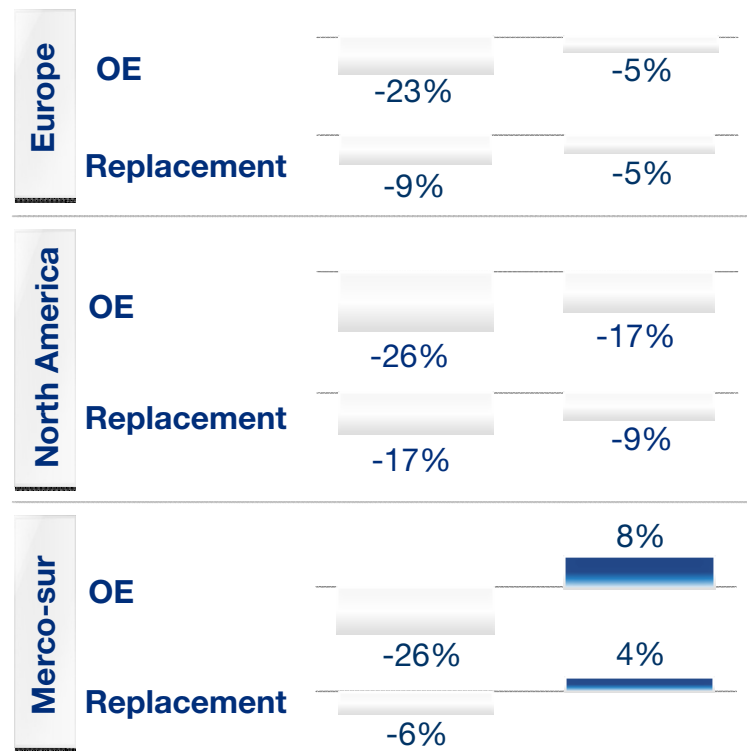 Europe
OE
-23%
-5%
Replacement
-9%
-5%
North America
OE
-26%
-17%
Replacement
-17%
-9%
Merco-sur
OE
-26%
8%
Replacement
-6%
4%